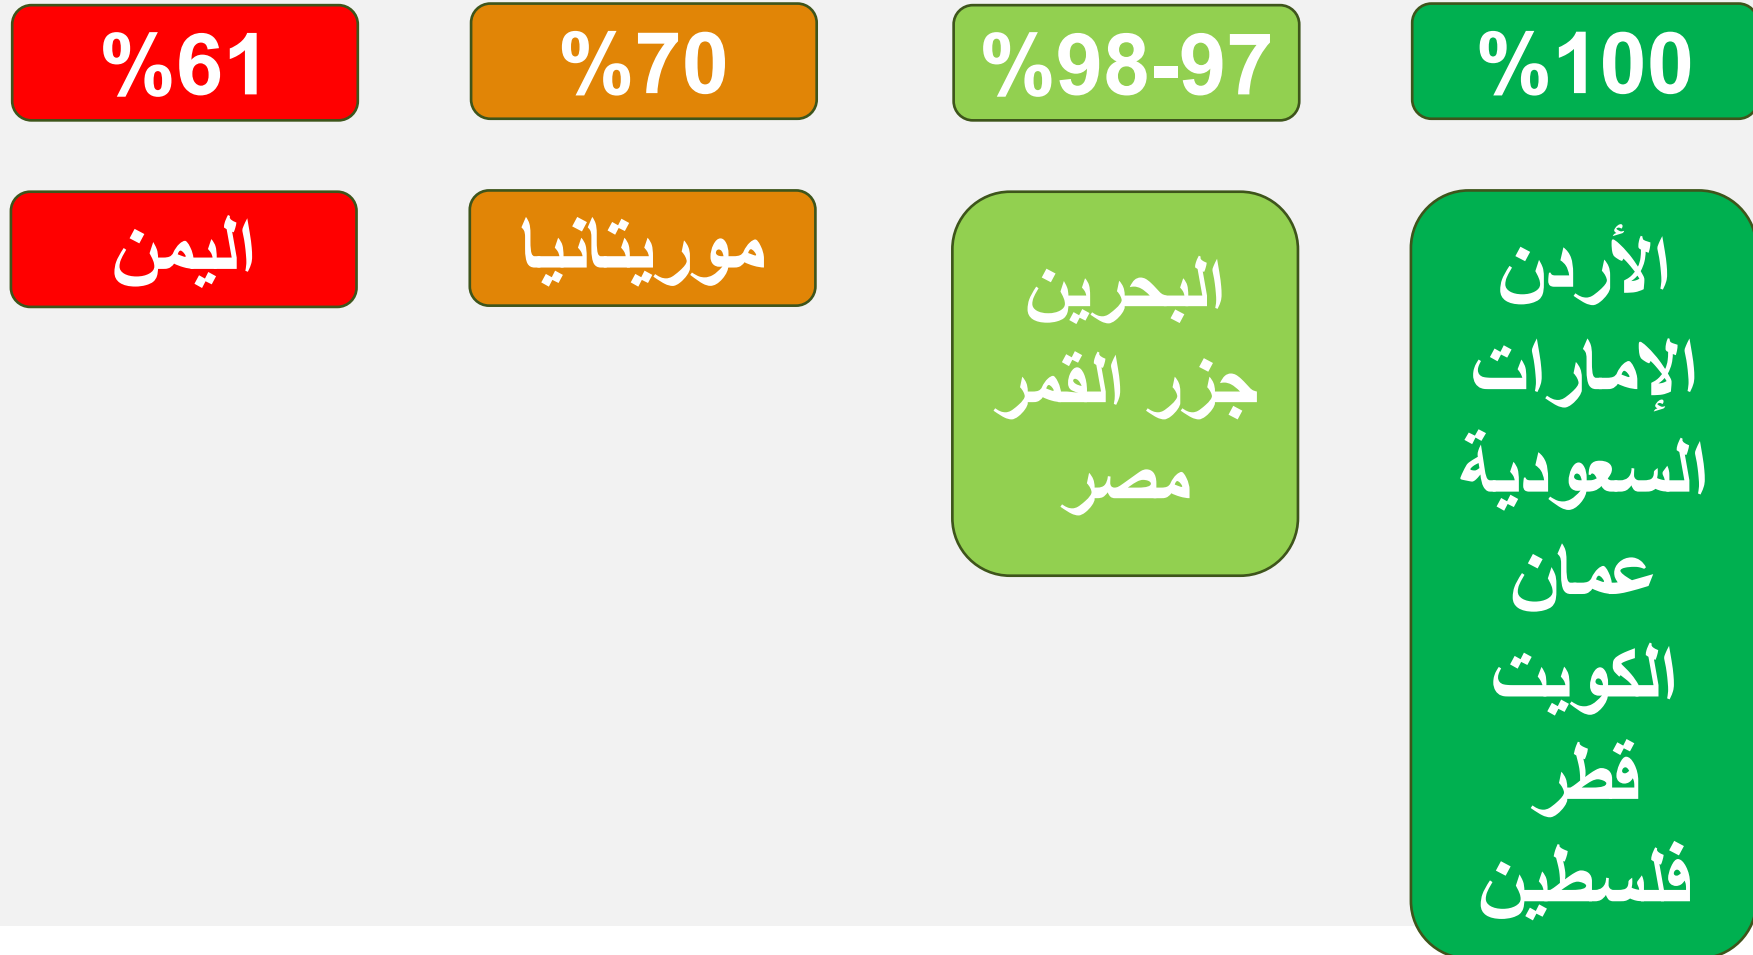 %100
الأردن
الإمارات
السعودية
عمان
الكويت
قطر
فلسطين
%98-97
البحرين
جزر القمر
مصر
%70
موريتانيا
%61
اليمن